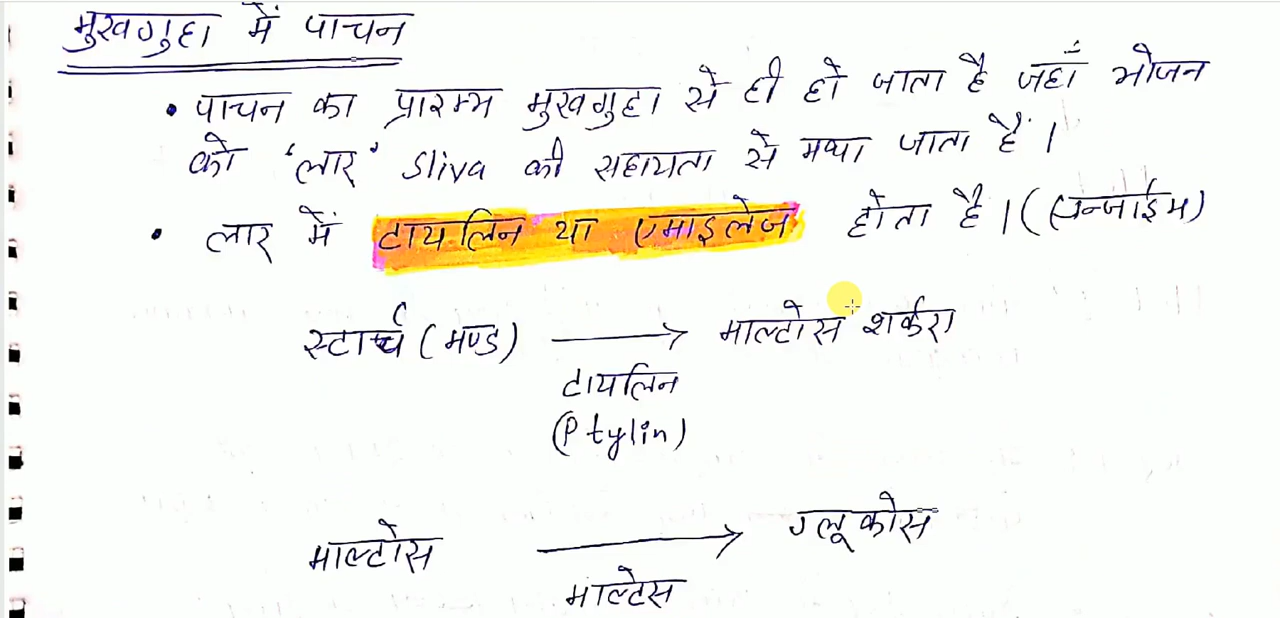 मुखगुहा में पाचन
• पाचन का प्रारम्भ मुखगुहा से ही हो जाता है जहाँ भोजन
को 'लार' Sliva की सहायता से मथा जाता है।
• लार में टायलिन या एमाइलेज होता है। (एन्जाईम)
स्टार्च (मण्ड) → माल्टोस शर्करा
टायलिन
(Ptylin)
माल्टोस → ग्लूकोस
माल्टेस